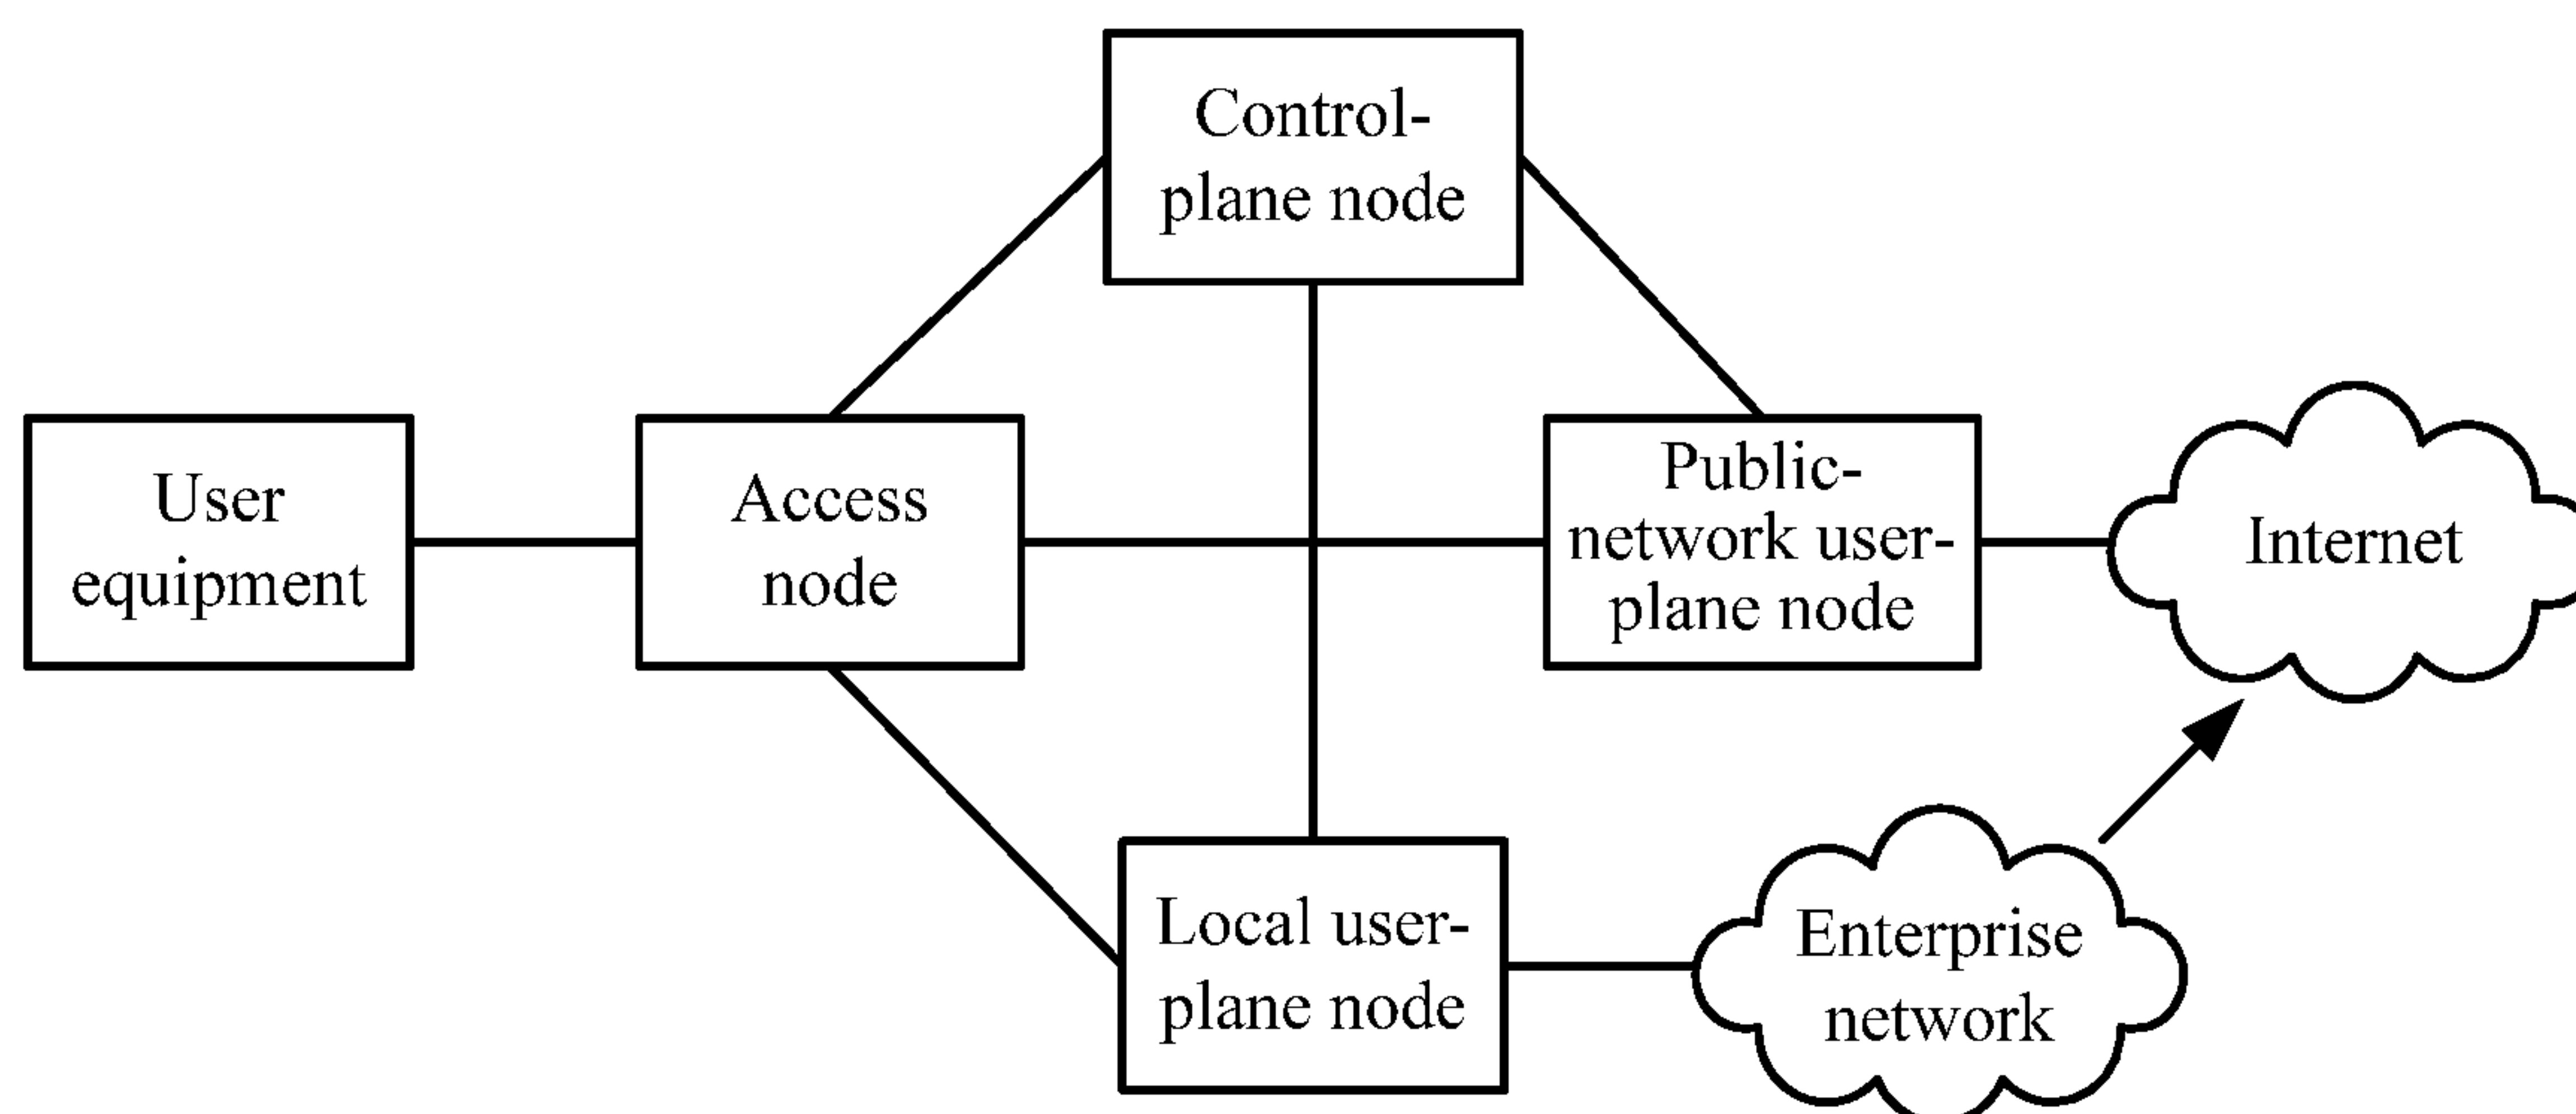 Control-
plane node
User
equipment
Access
node
Public-
network user-
plane node
Internet
Local user-
plane node
Enterprise
network